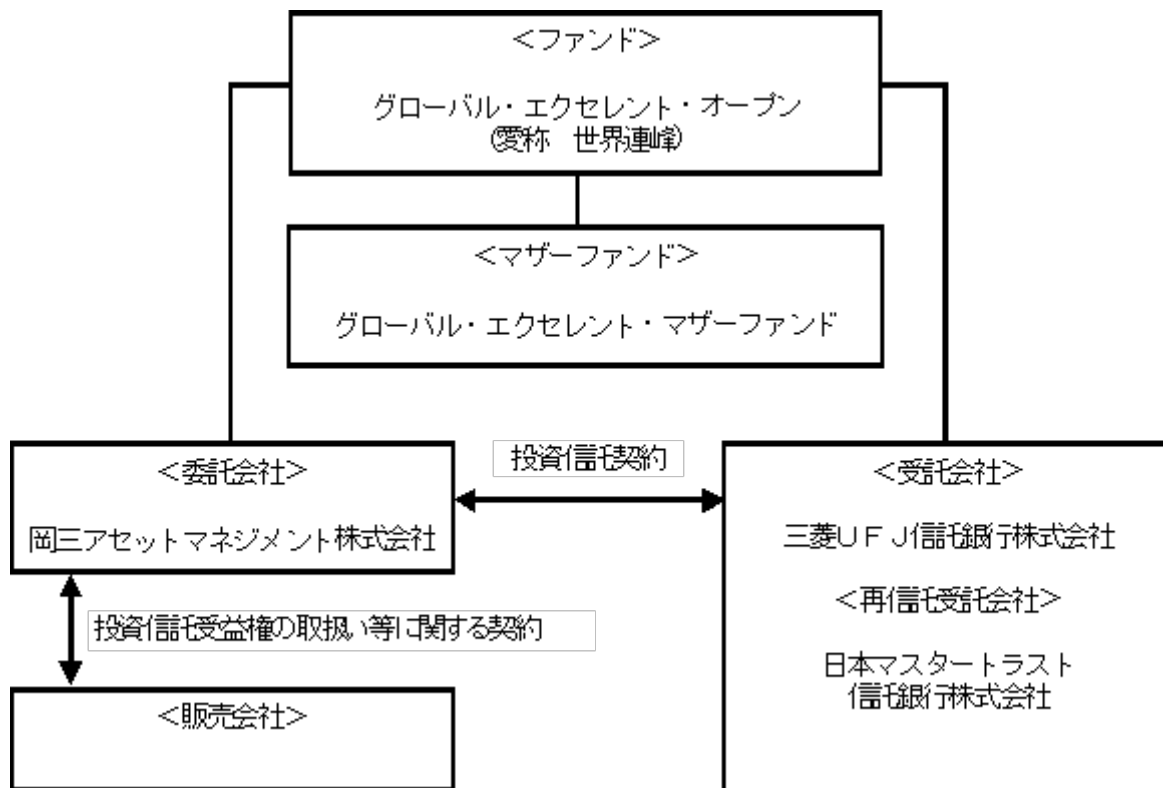 ＜ファンド＞
グローバル・エクセレント・オープン
(愛称　世界連峰)
＜マザーファンド＞
グローバル・エクセレント・マザーファンド
＜委託会社＞
岡三アセットマネジメント株式会社
投資信託契約
＜受託会社＞
三菱ＵＦＪ信託銀行株式会社
＜再信託受託会社＞
日本マスタートラスト
信託銀行株式会社
投資信託受益権の取扱い等に関する契約
＜販売会社＞